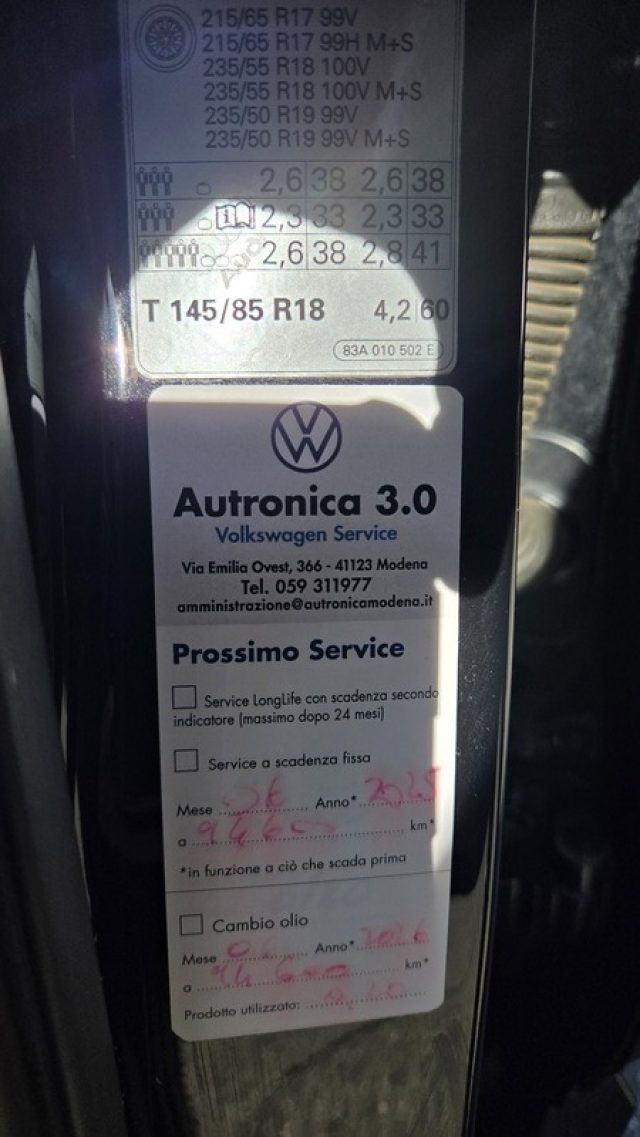 215/65 R17 99V
215/65 R17 99H M+S
235/55 R18 100V
235/55 R18 100V M+S
235/50 R19 99V
235/50 R19 99V M+S
2,6 38 2,6 38
2,3 33 2,3 33
2,6 38 2,8 41
T 145/85 R18 4,2 60
83A 010 502 E
Autronica 3.0
Volkswagen Service
Via Emilia Ovest, 366 - 41123 Modena
Tel. 059 311977
amministrazione@autronicamodena.it
Prossimo Service
Service LongLife con scadenza secondo
indicatore (massimo dopo 24 mesi)
Service a scadenza fissa
Mese Anno*
a 94600 km*
*in funzione a ciò che scada prima
Cambio olio
Mese Anno*
a 94600 km*
Prodotto utilizzato: